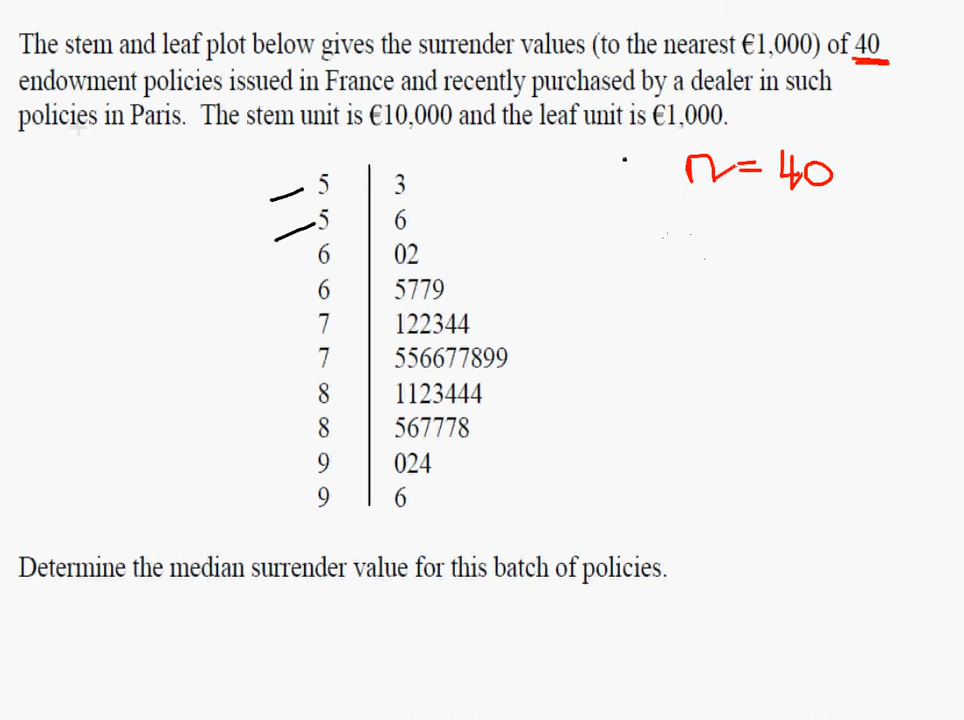 The stem and leaf plot below gives the surrender values (to the nearest €1,000) of 40
endowment policies issued in France and recently purchased by a dealer in such
policies in Paris. The stem unit is €10,000 and the leaf unit is €1,000.
n = 40
5 3
5 6
6 02
6 5779
7 122344
7 556677899
8 1123444
8 567778
9 024
9 6
Determine the median surrender value for this batch of policies.